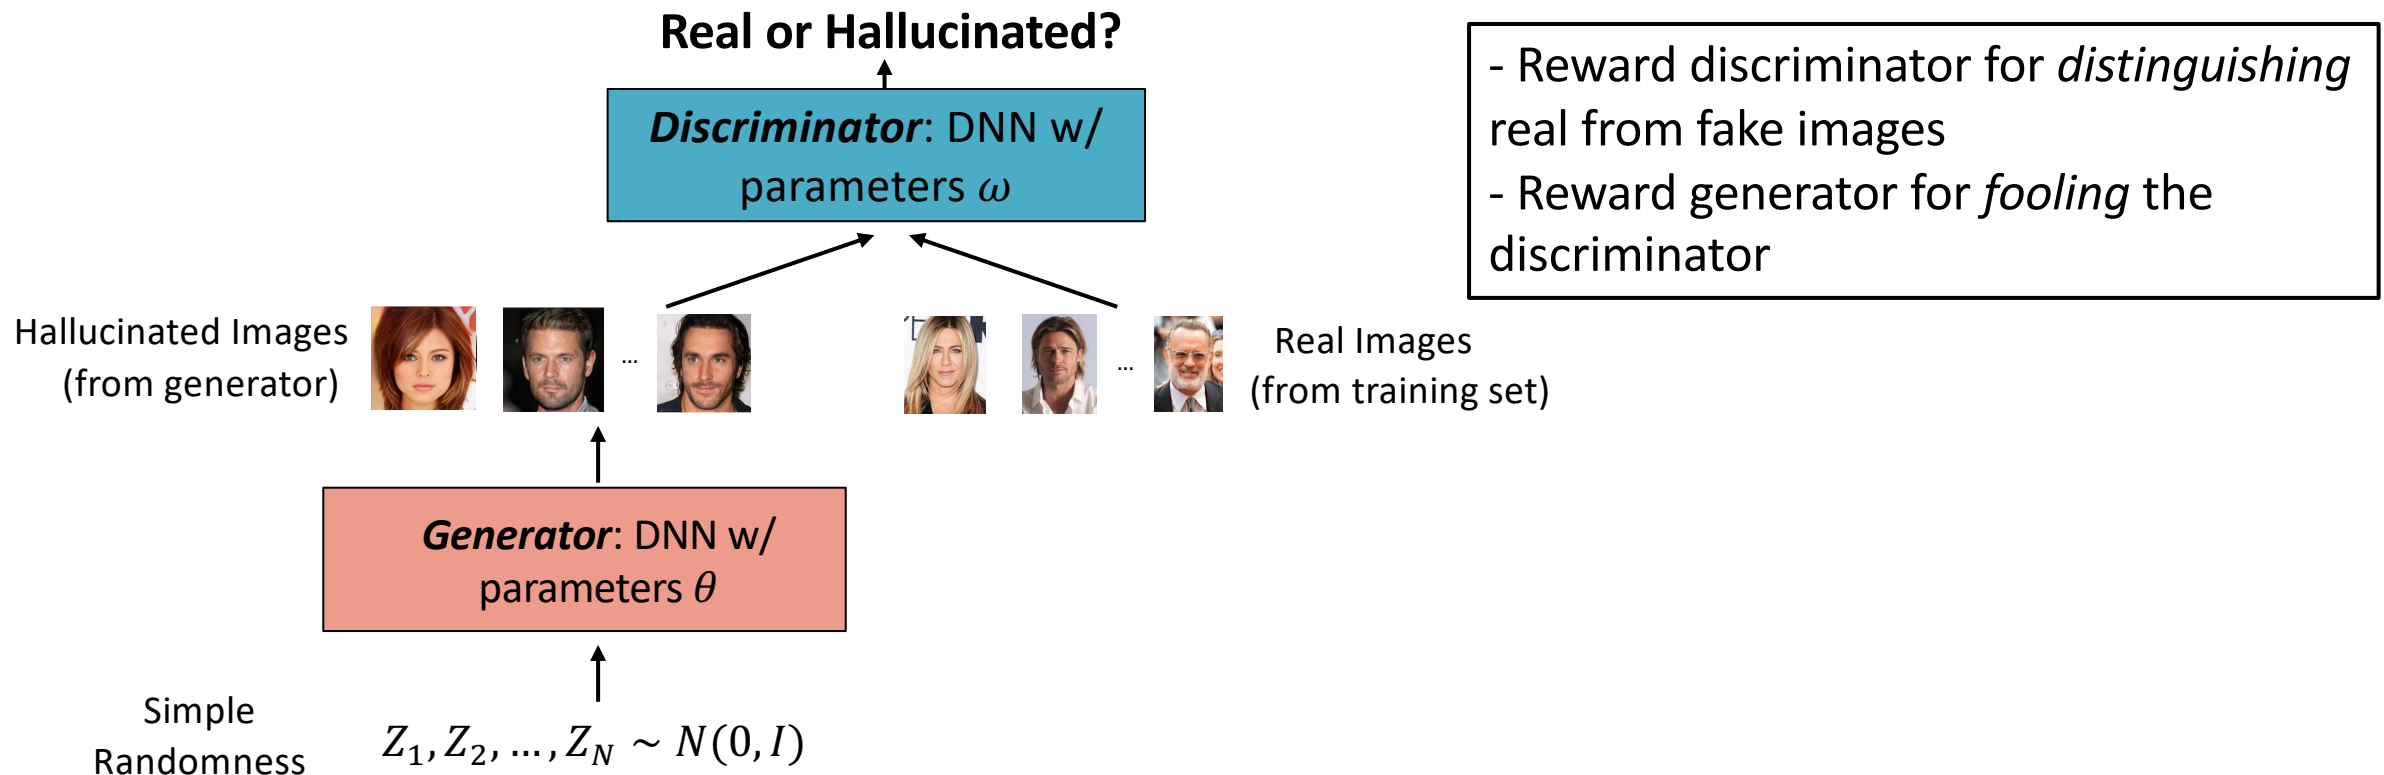 Real or Hallucinated?
Discriminator: DNN w/
parameters ω
- Reward discriminator for distinguishing
real from fake images
- Reward generator for fooling the
discriminator
Hallucinated Images
(from generator)
...
...
Real Images
(from training set)
Generator: DNN w/
parameters θ
Simple
Randomness
Z₁, Z₂, ... , Z_N ~ N(0, I)